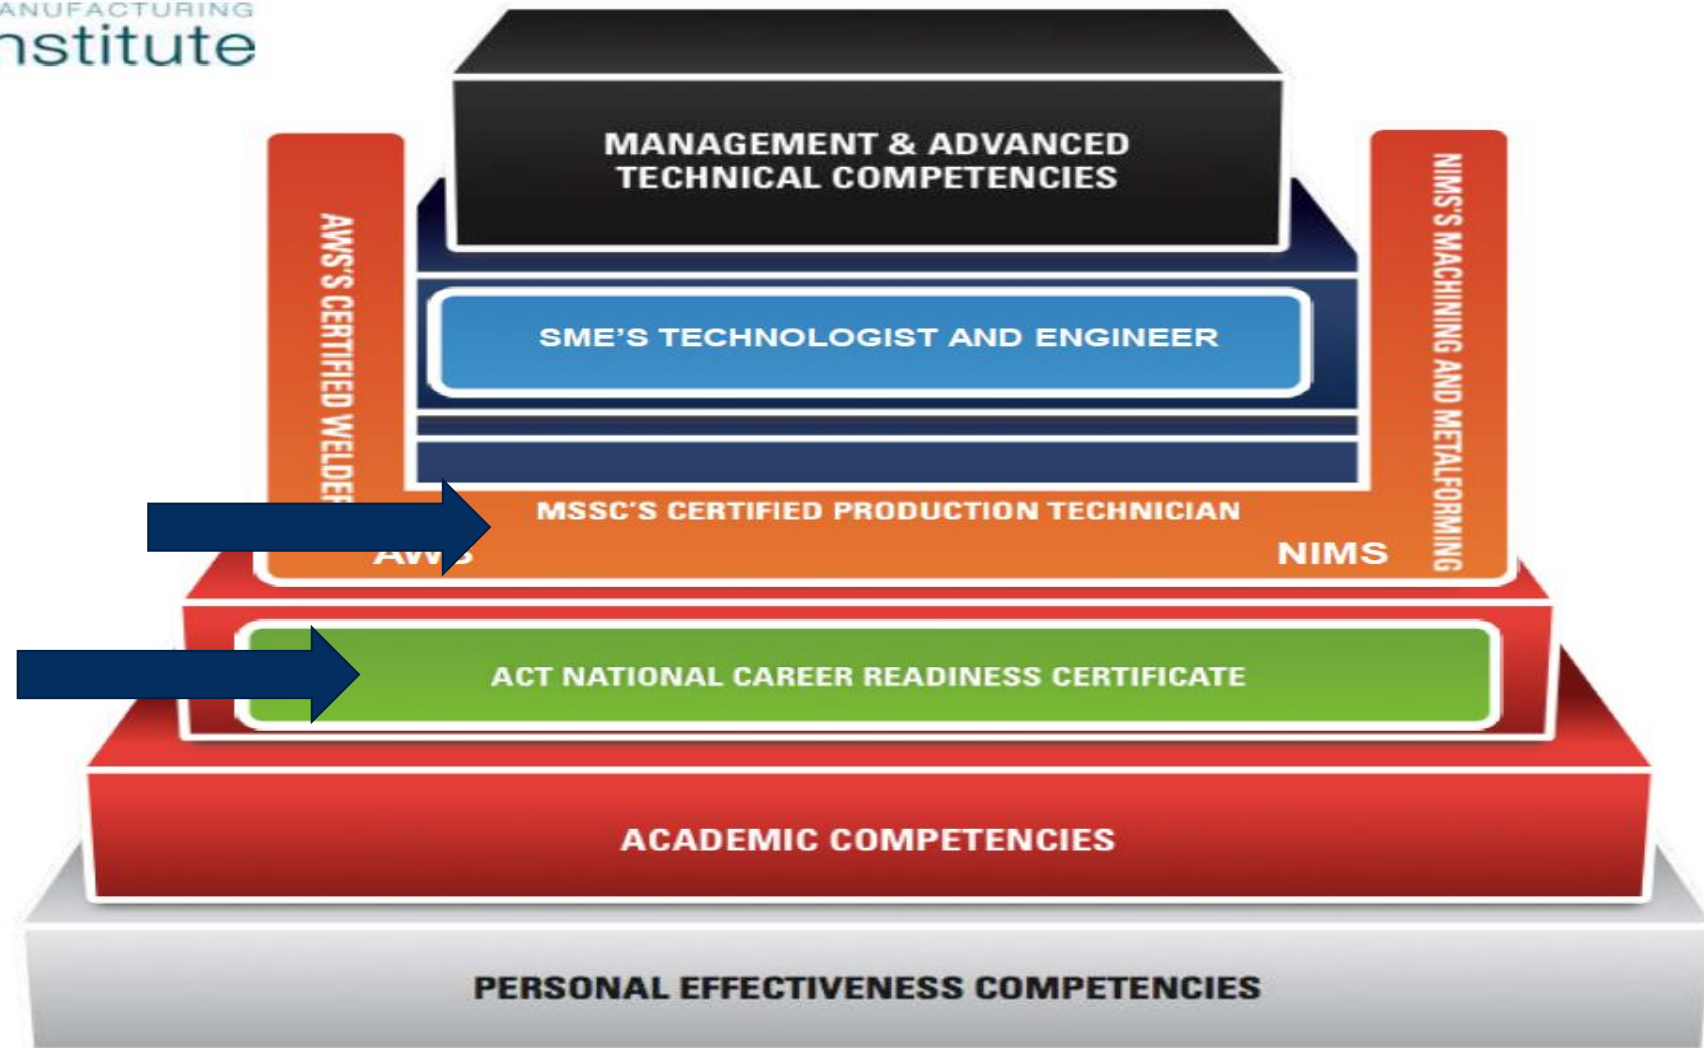 ANUFACTURING
nstitute
MANAGEMENT & ADVANCED
TECHNICAL COMPETENCIES
AWS'S CERTIFIED WELDER
NIMS'S MACHINING AND METALFORMING
SME'S TECHNOLOGIST AND ENGINEER
MSSC'S CERTIFIED PRODUCTION TECHNICIAN
AWS
NIMS
ACT NATIONAL CAREER READINESS CERTIFICATE
ACADEMIC COMPETENCIES
PERSONAL EFFECTIVENESS COMPETENCIES